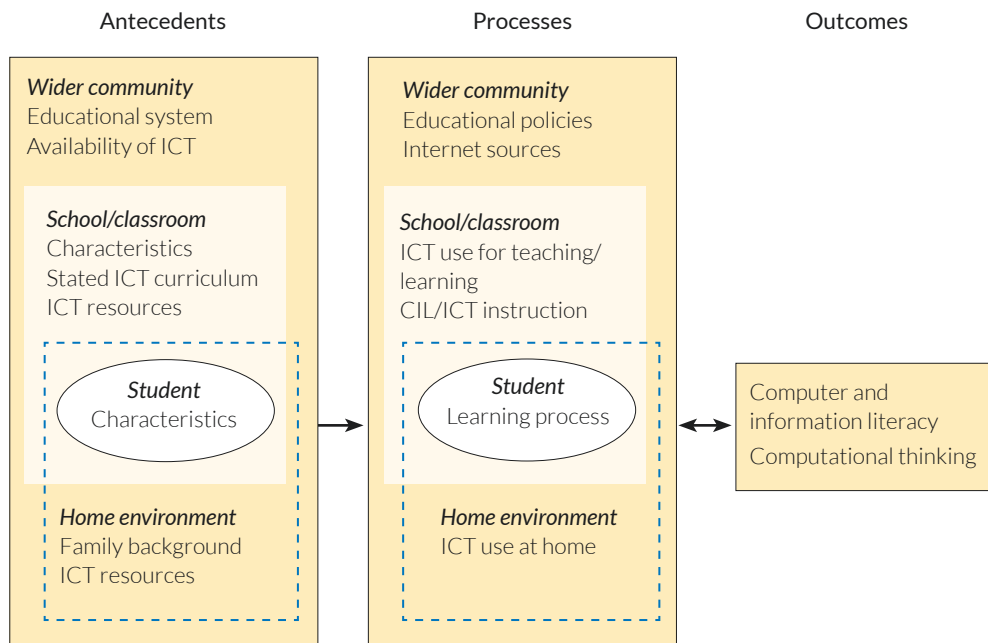 Antecedents
Processes
Outcomes
Wider community
Educational system
Availability of ICT
School/classroom
Characteristics
Stated ICT curriculum
ICT resources
Student
Characteristics
Home environment
Family background
ICT resources
Wider community
Educational policies
Internet sources
School/classroom
ICT use for teaching/
learning
CIL/ICT instruction
Student
Learning process
Home environment
ICT use at home
Computer and
information literacy
Computational thinking